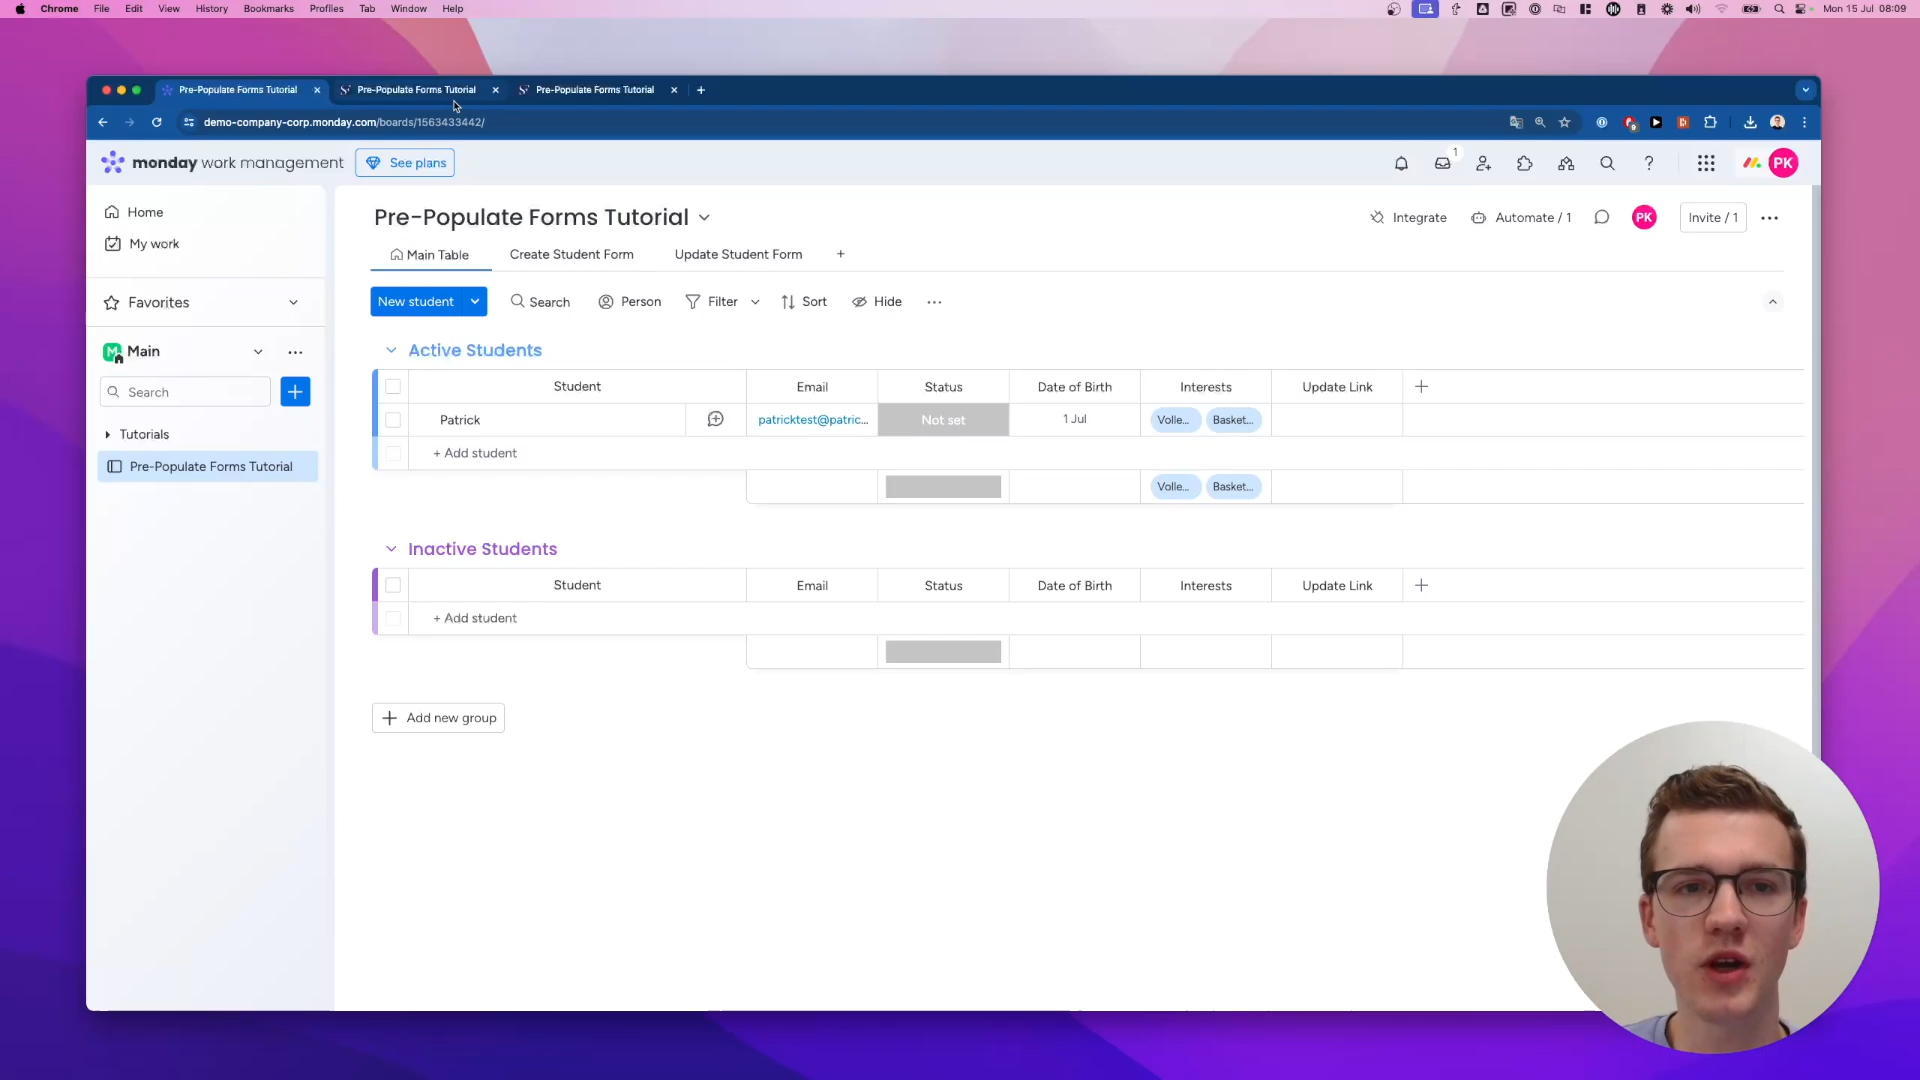 Chrome File Edit View History Bookmarks Profiles Tab Window Help Mon 15 Jul 08:09
Pre-Populate Forms Tutorial Pre-Populate Forms Tutorial Pre-Populate Forms Tutorial
demo-company-corp.monday.com/boards/1563433442/
monday work management See plans 1 PK
Home
My work
Favorites
Main
Search
Tutorials
Pre-Populate Forms Tutorial
Pre-Populate Forms Tutorial Integrate Automate / 1 PK Invite / 1
Main Table Create Student Form Update Student Form
New student Search Person Filter Sort Hide
Active Students
Student Email Status Date of Birth Interests Update Link
Patrick patricktest@patric... Not set 1 Jul Volle... Basket...
+ Add student
Volle... Basket...
Inactive Students
Student Email Status Date of Birth Interests Update Link
+ Add student
Add new group